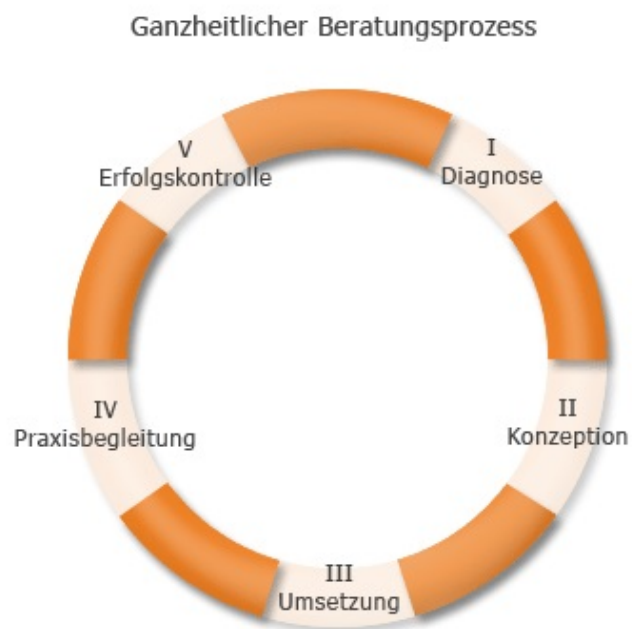 Ganzheitlicher Beratungsprozess
I
Diagnose
II
Konzeption
III
Umsetzung
IV
Praxisbegleitung
V
Erfolgskontrolle